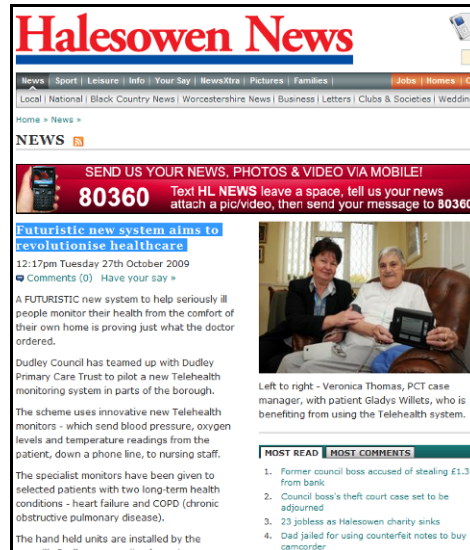 Halesowen News
News | Sport | Leisure | Info | Your Say | NewsXtra | Pictures | Families |
| Jobs | Homes |
Local | National | Black Country News | Worcestershire News | Business | Letters | Clubs & Societies |
Home » News »
NEWS
SEND US YOUR NEWS, PHOTOS & VIDEO VIA MOBILE!
80360
Text HL NEWS leave a space, tell us your news
attach a pic/video, then send your message to 80360
Futuristic new system aims to
revolutionise healthcare
12:17pm Tuesday 27th October 2009
Comments (0) Have your say »
A FUTURISTIC new system to help seriously ill
people monitor their health from the comfort of
their own home is proving just what the doctor
ordered.
Dudley Council has teamed up with Dudley
Primary Care Trust to pilot a new Telehealth
monitoring system in parts of the borough.
The scheme uses innovative new Telehealth
monitors - which send blood pressure, oxygen
levels and temperature readings from the
patient, down a phone line, to nursing staff.
The specialist monitors have been given to
selected patients with two long-term health
conditions - heart failure and COPD (chronic
obstructive pulmonary disease).
The hand held units are installed by the
Left to right - Veronica Thomas, PCT case
manager, with patient Gladys Willets, who is
benefiting from using the Telehealth system.
MOST READ | MOST COMMENTS
1. Former council boss accused of stealing £1.3
from bank
2. Council boss's theft court case set to be
adjourned
3. 23 jobless as Halesowen charity sinks
4. Dad jailed for using counterfeit notes to buy
camcorder